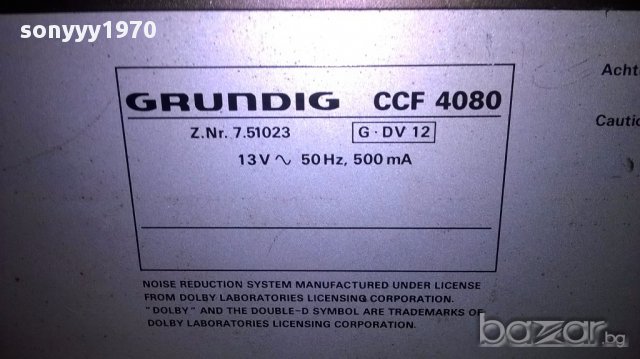 sonyyy1970
Acht
GRUNDIG CCF 4080
Z.Nr. 7.51023 G·DV 12
Cautio
13V ∿ 50Hz, 500mA
NOISE REDUCTION SYSTEM MANUFACTURED UNDER LICENSE
FROM DOLBY LABORATORIES LICENSING CORPORATION.
"DOLBY" AND THE DOUBLE-D SYMBOL ARE TRADEMARKS OF
DOLBY LABORATORIES LICENSING CORPORATION.
bazar.bg